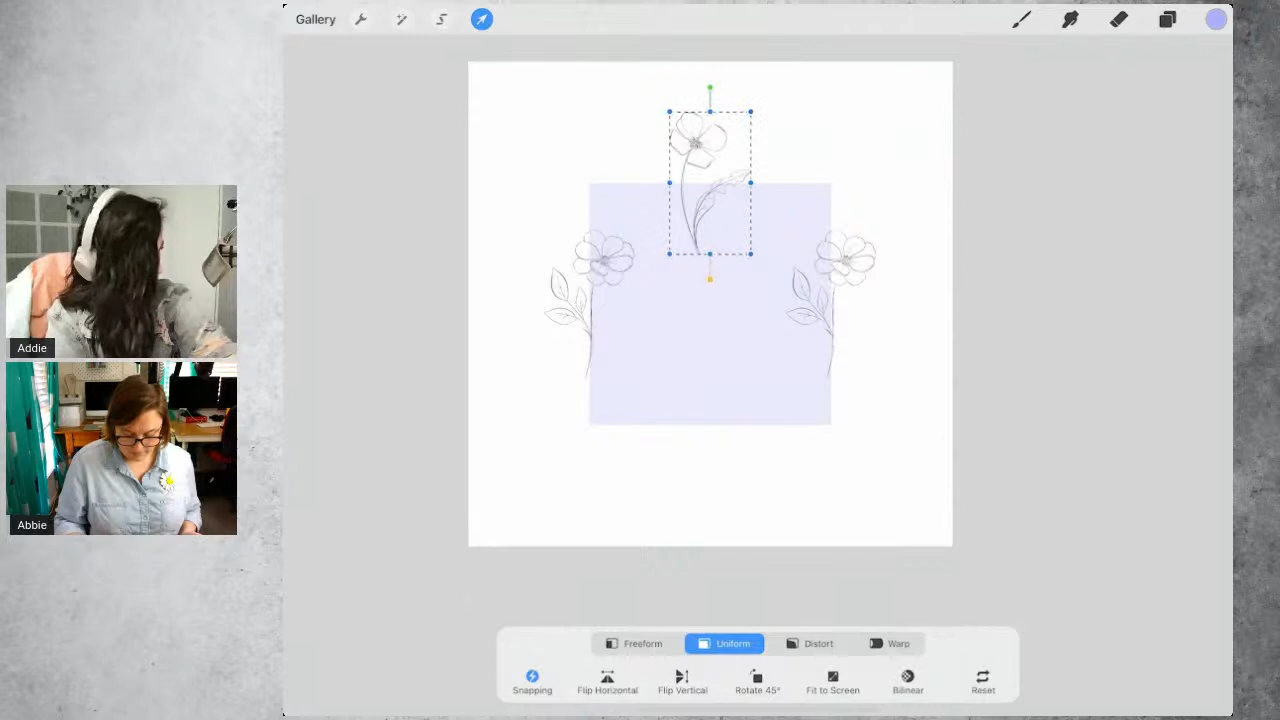 Gallery
Addie
Abbie
Freeform
Uniform
Distort
Warp
Snapping
Flip Horizontal
Flip Vertical
Rotate 45°
Fit to Screen
Bilinear
Reset